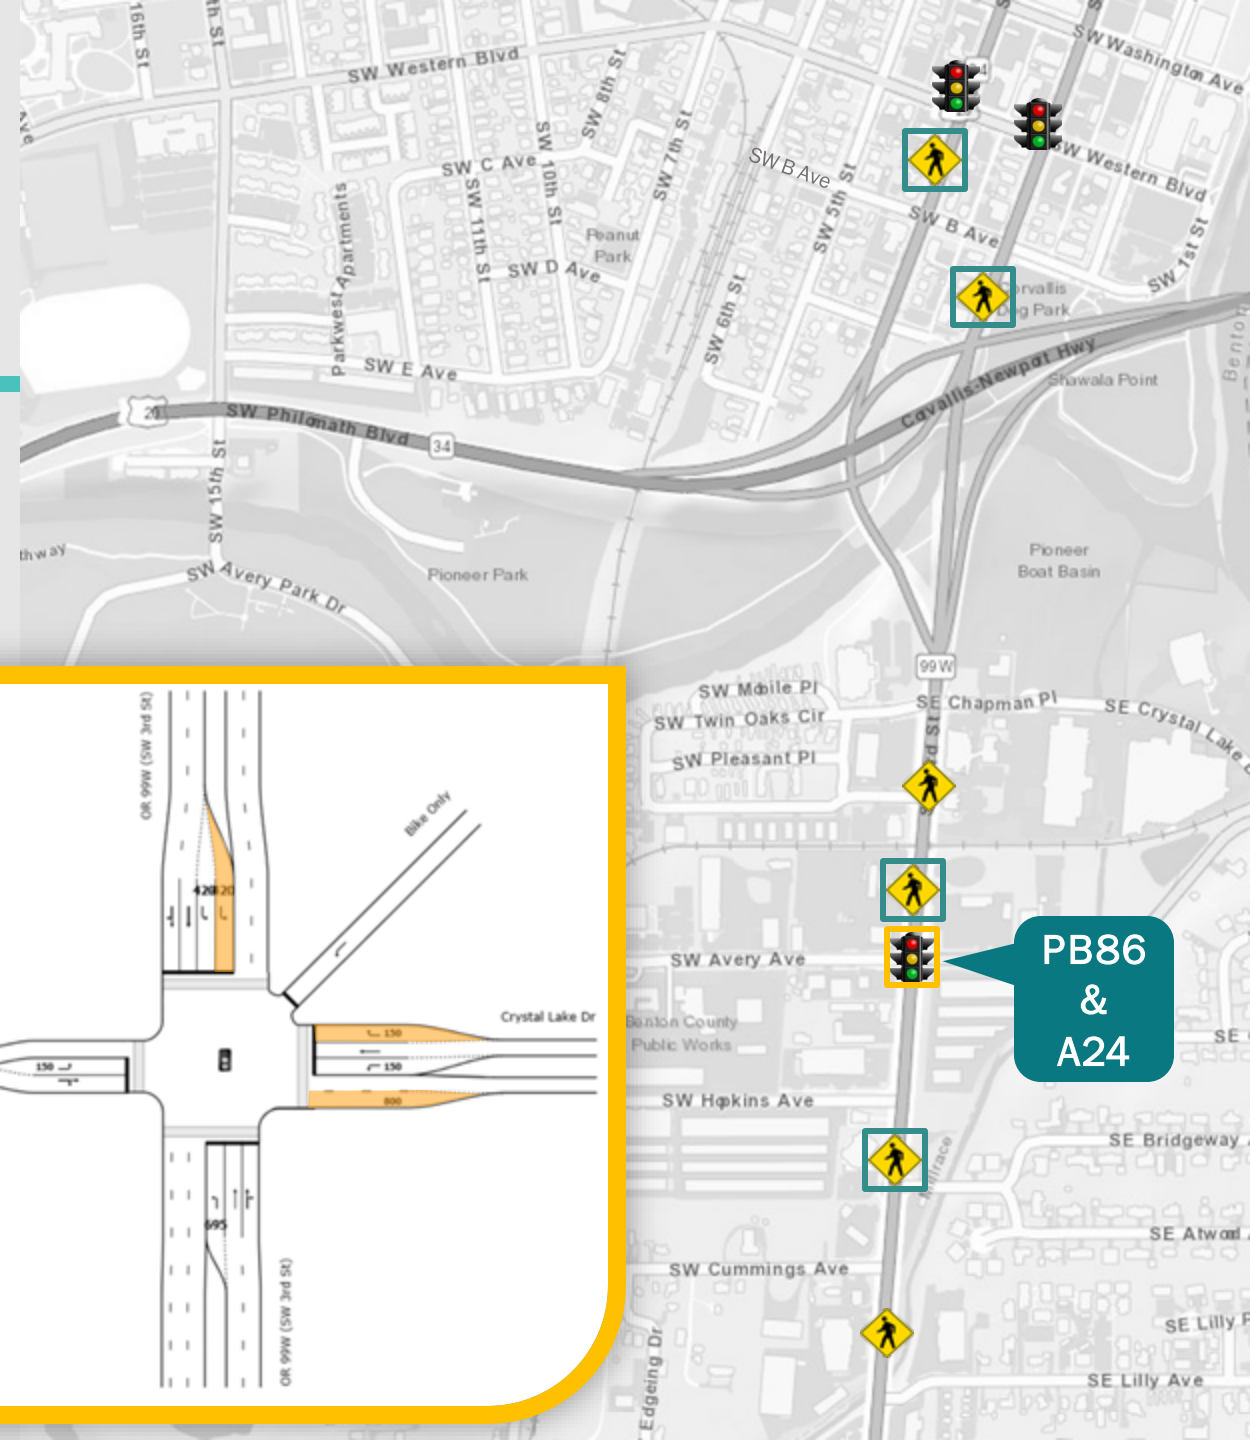 16th St
SW Western Blvd
SW 8th St
SW Washington Ave
SW C Ave
SW 10th St
SW 7th St
SW B Ave
SW 5th St
SW Western Blvd
SW 11th St
Parkwest Apartments
Peanut
Park
SW D Ave
SW B Ave
SW 1st St
SW 6th St
Corvallis
Dog Park
SW E Ave
Corvallis-Newport Hwy
Shawala Point
SW Philomath Blvd
34
SW 15th St
SW Avery Park Dr
Pioneer Park
Pioneer
Boat Basin
99W
SW Mobile Pl
SE Chapman Pl
SE Crystal Lake
SW Twin Oaks Cir
SW Pleasant Pl
OR 99W (SW 3rd St)
Bike Only
420
Crystal Lake Dr
150
150
150
800
695
OR 99W (SW 3rd St)
SW Avery Ave
PB86
&
A24
Benton County
Public Works
SW Hopkins Ave
SE Bridgeway
Millrace
SE Atwood
SW Cummings Ave
SE Lilly
Edgeing Dr
SE Lilly Ave